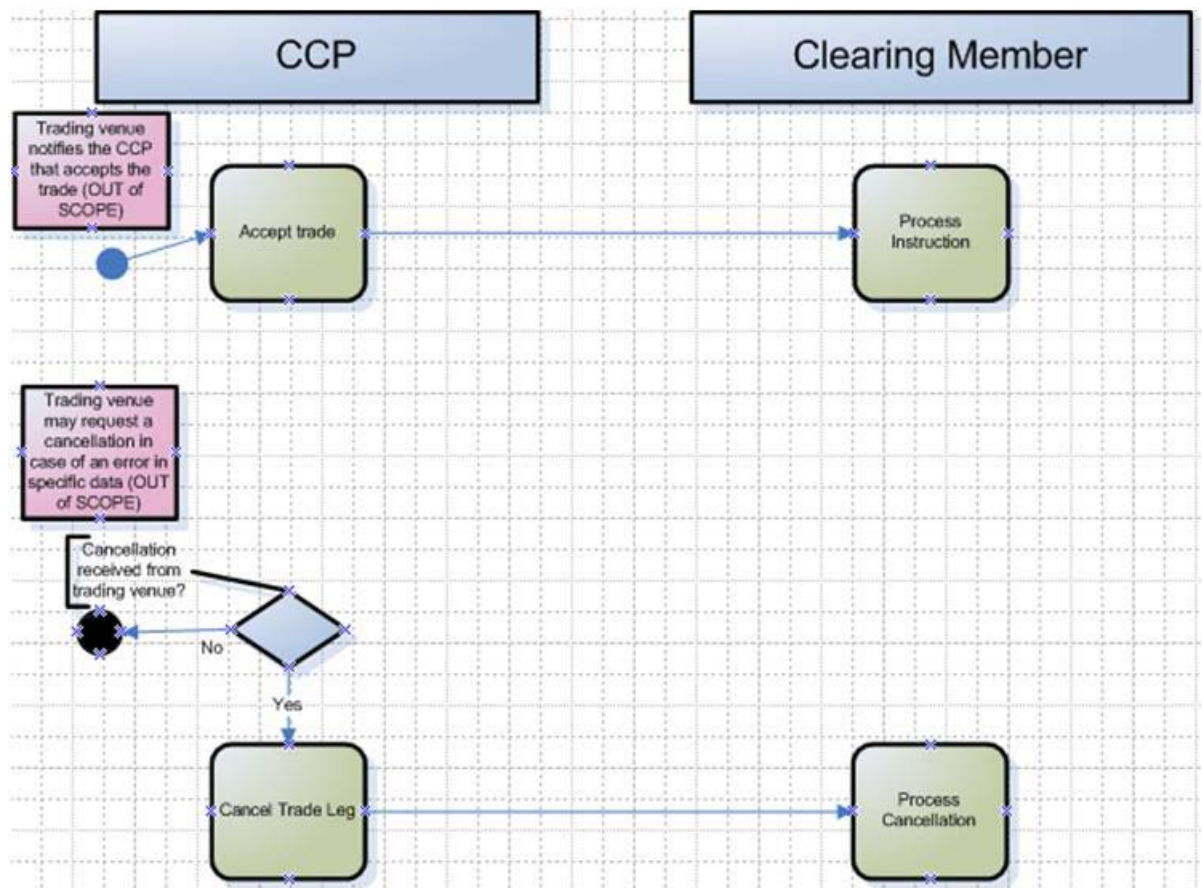 CCP
Clearing Member
Trading venue
notifies the CCP
that accepts the
trade (OUT of
SCOPE)
Accept trade
Process
Instruction
Trading venue
may request a
cancellation in
case of an error in
specific data (OUT
of SCOPE)
Cancellation
received from
trading venue?
No
Yes
Cancel Trade Leg
Process
Cancellation